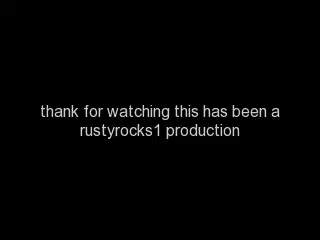 thank for watching this has been a
rustyrocks1 production